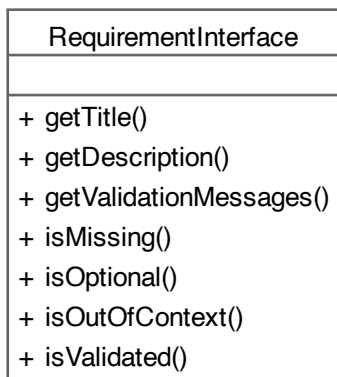 RequirementInterface
+ getTitle()
+ getDescription()
+ getValidationMessages()
+ isMissing()
+ isOptional()
+ isOutOfContext()
+ isValidated()